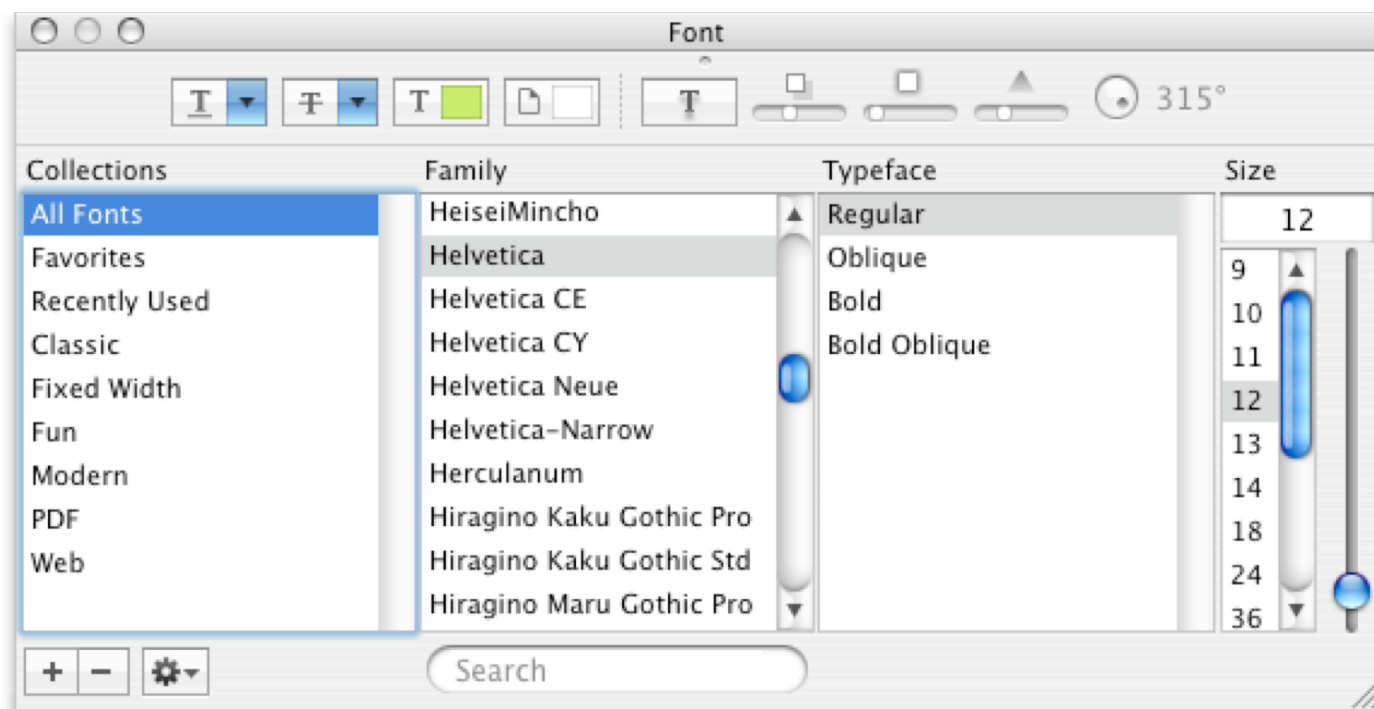 Font
T T T T 315°
Collections Family Typeface Size
All Fonts
Favorites
Recently Used
Classic
Fixed Width
Fun
Modern
PDF
Web
HeiseiMincho
Helvetica
Helvetica CE
Helvetica CY
Helvetica Neue
Helvetica-Narrow
Herculanum
Hiragino Kaku Gothic Pro
Hiragino Kaku Gothic Std
Hiragino Maru Gothic Pro
Regular
Oblique
Bold
Bold Oblique
12
9
10
11
12
13
14
18
24
36
Search